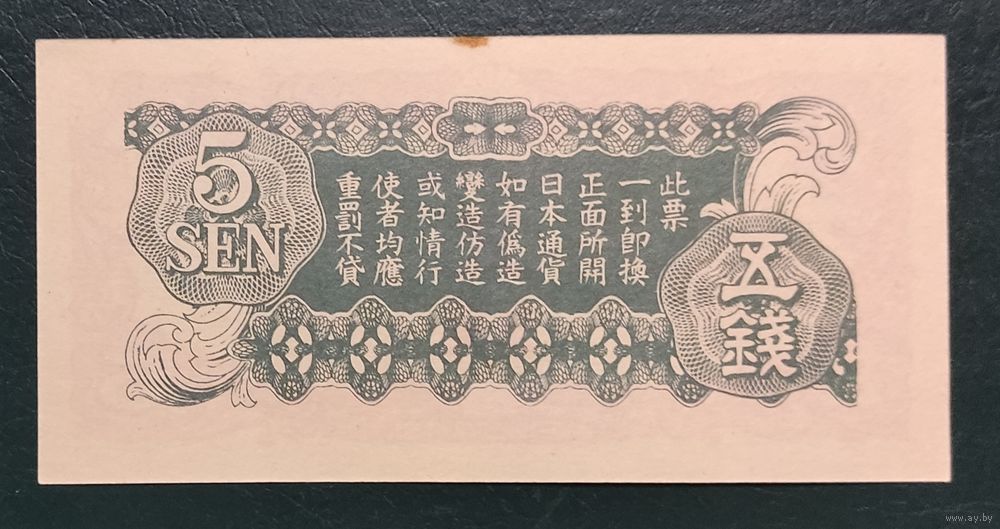 5
SEN
此票
一到即換
正面所開
日本通貨
如有偽造
變造仿造
或知情行
使者均應
重罰不貸
五
錢
www.ay.by